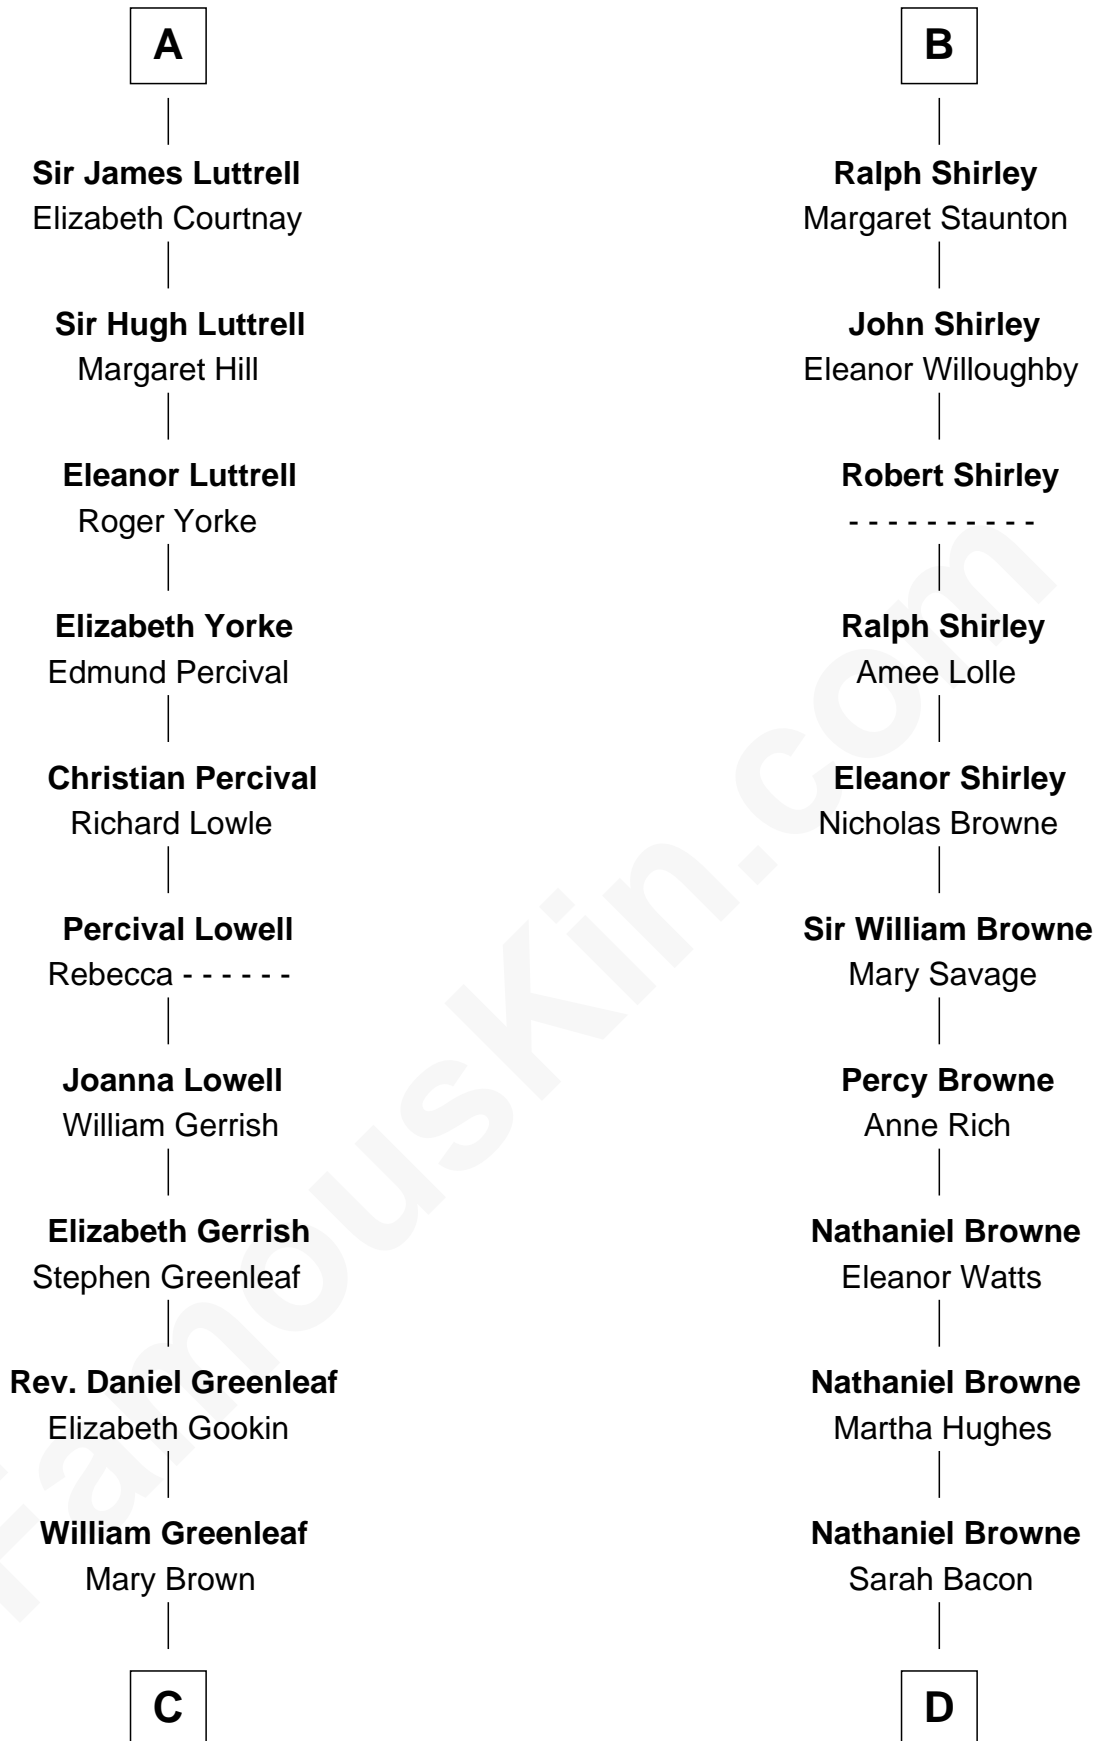 A
Sir James Luttrell
Elizabeth Courtnay
Sir Hugh Luttrell
Margaret Hill
Eleanor Luttrell
Roger Yorke
Elizabeth Yorke
Edmund Percival
Christian Percival
Richard Lowle
Percival Lowell
Rebecca - - - - - -
Joanna Lowell
William Gerrish
Elizabeth Gerrish
Stephen Greenleaf
Rev. Daniel Greenleaf
Elizabeth Gookin
William Greenleaf
Mary Brown
C
B
Ralph Shirley
Margaret Staunton
John Shirley
Eleanor Willoughby
Robert Shirley
- - - - - - - - - -
Ralph Shirley
Amee Lolle
Eleanor Shirley
Nicholas Browne
Sir William Browne
Mary Savage
Percy Browne
Anne Rich
Nathaniel Browne
Eleanor Watts
Nathaniel Browne
Martha Hughes
Nathaniel Browne
Sarah Bacon
D
FamousKin.com